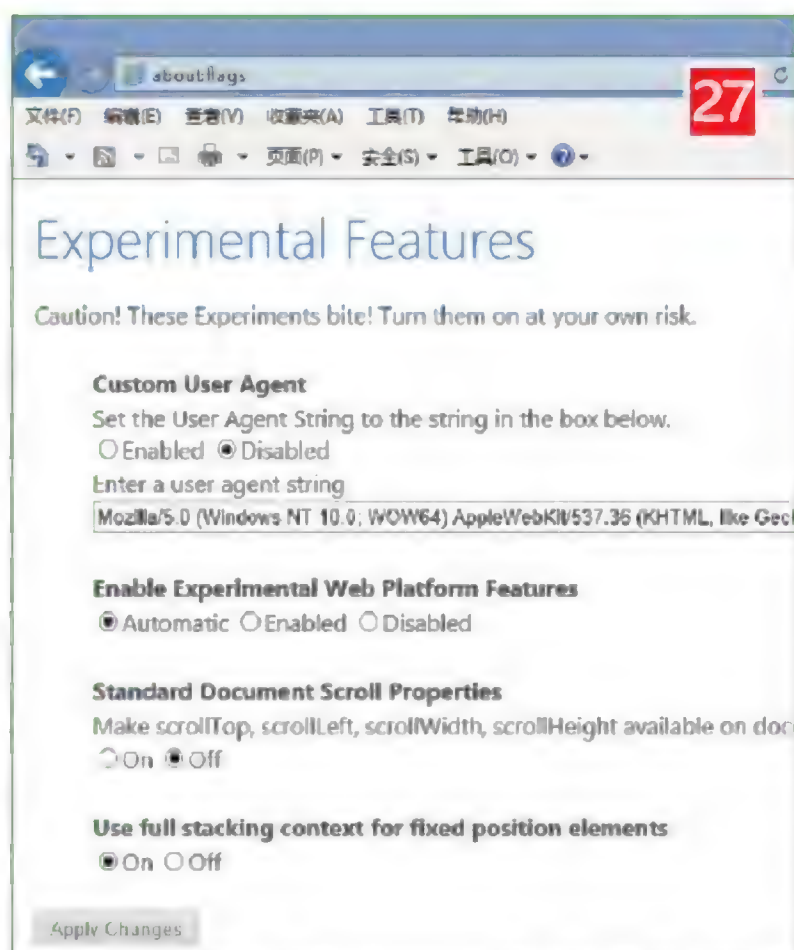 about:flags
27
文件(F) 编辑(E) 查看(V) 收藏夹(A) 工具(T) 帮助(H)
页面(P) 安全(S) 工具(O)
Experimental Features
Caution! These Experiments bite! Turn them on at your own risk.
Custom User Agent
Set the User Agent String to the string in the box below.
Enabled Disabled
Enter a user agent string
Mozilla/5.0 (Windows NT 10.0; WOW64) AppleWebKit/537.36 (KHTML, like Gec
Enable Experimental Web Platform Features
Automatic Enabled Disabled
Standard Document Scroll Properties
Make scrollTop, scrollLeft, scrollWidth, scrollHeight available on doc
On Off
Use full stacking context for fixed position elements
On Off
Apply Changes